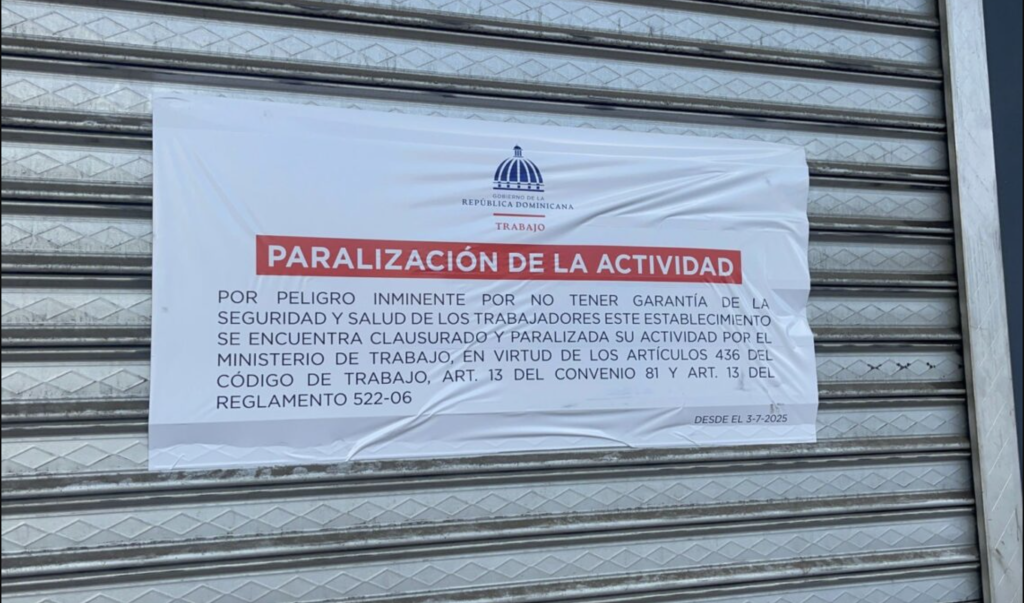 GOBIERNO DE LA
REPÚBLICA DOMINICANA
TRABAJO
PARALIZACIÓN DE LA ACTIVIDAD
POR PELIGRO INMINENTE POR NO TENER GARANTÍA DE LA
SEGURIDAD Y SALUD DE LOS TRABAJADORES ESTE ESTABLECIMIENTO
SE ENCUENTRA CLAUSURADO Y PARALIZADA SU ACTIVIDAD POR EL
MINISTERIO DE TRABAJO, EN VIRTUD DE LOS ARTÍCULOS 436 DEL
CÓDIGO DE TRABAJO, ART. 13 DEL CONVENIO 81 Y ART. 13 DEL
REGLAMENTO 522-06
DESDE EL 3-7-2025